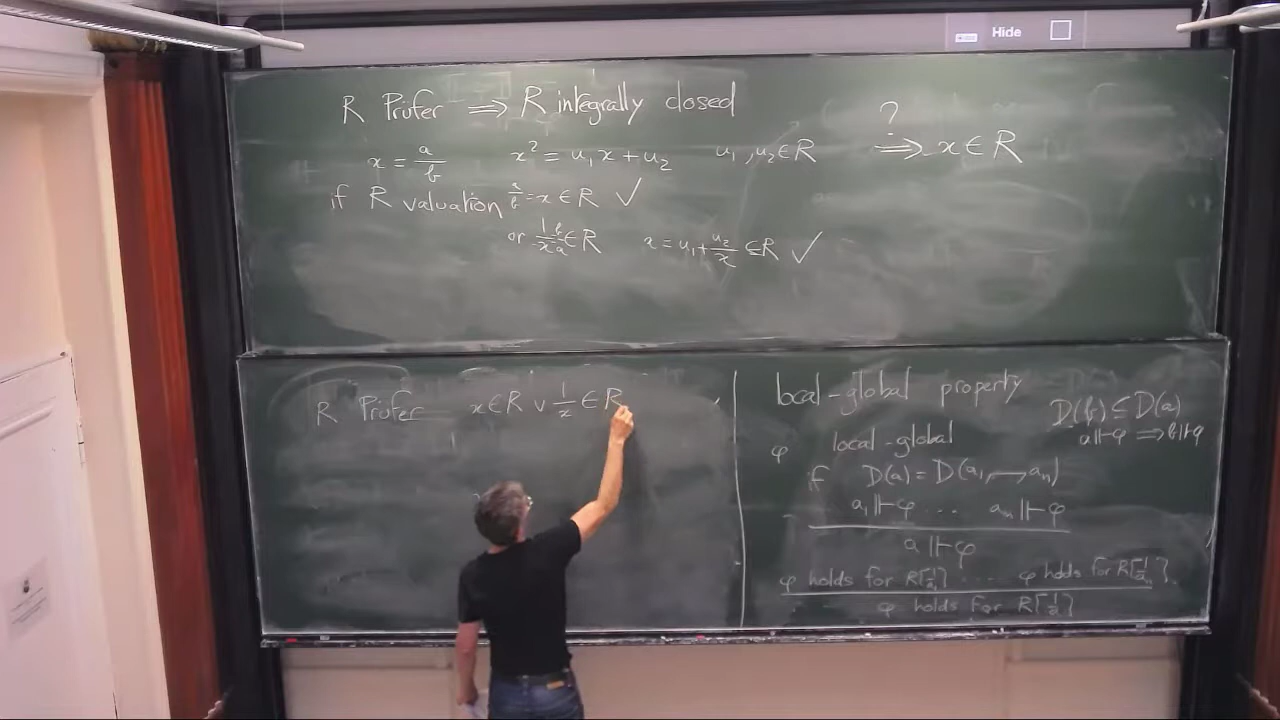 Hide
R Prüfer ⟹ R integrally closed
?
x = a/b x² = u₁x + u₂ u₁, u₂ ∈ R ⟹ x ∈ R
if R valuation a/b = x ∈ R ✓
or 1/x b/a ∈ R x = u₁ + u₂/x ∈ R ✓
R Prüfer x ∈ R ∨ 1/x ∈ R
local-global property
D(b) ⊆ D(a)
a ⊩ φ ⟹ b ⊩ φ
φ local-global
if D(a) = D(a₁, ⟶ aₙ)
a₁ ⊩ φ ... aₙ ⊩ φ
a ⊩ φ
φ holds for R[1/a₁] .... φ holds for R[1/aₙ]
φ holds for R[1/a]